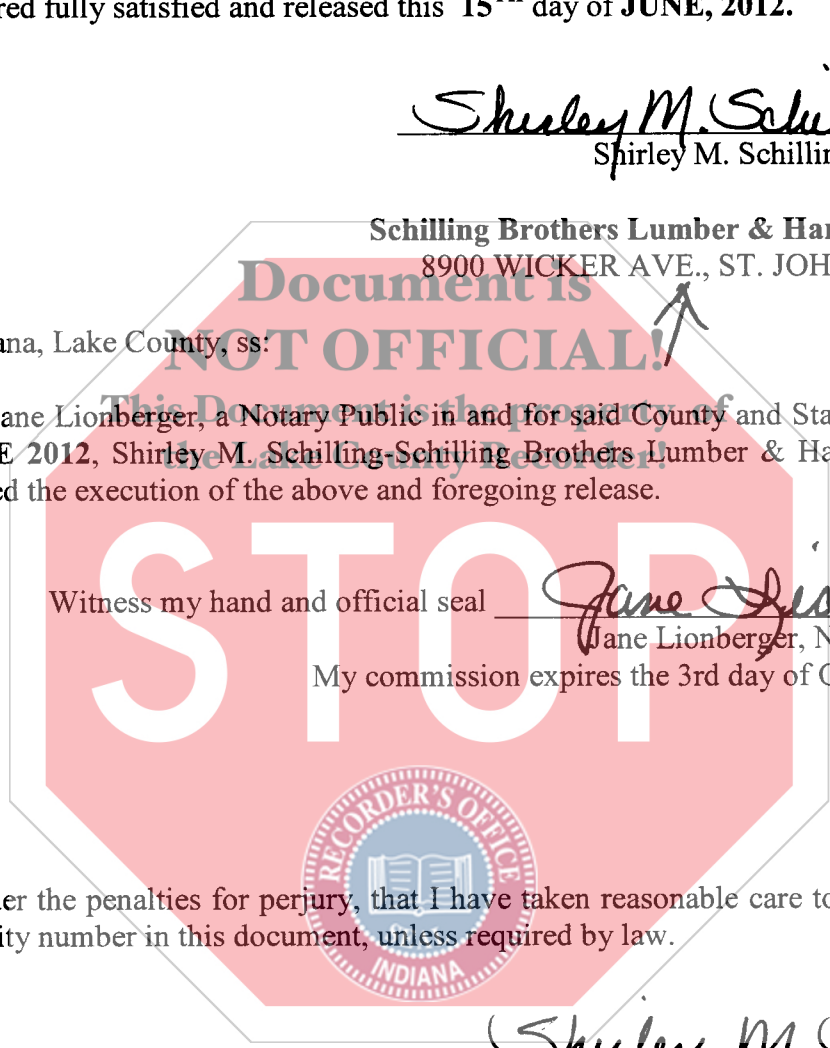 red fully satisfied and released this 15TH day of JUNE, 2012.
Shirley M. Schi
Shirley M. Schillin
Schilling Brothers Lumber & Har
8900 WICKER AVE., ST. JOH
Document is
NOT OFFICIAL!
This Document is the property of
the Lake County Recorder!
ana, Lake County, ss:
ane Lionberger, a Notary Public in and for said County and Sta
E 2012, Shirley M. Schilling-Schilling Brothers Lumber & Ha
ed the execution of the above and foregoing release.
STOP
Witness my hand and official seal
Jane Lio
Jane Lionberger, N
My commission expires the 3rd day of O
RECORDER'S OFFICE
INDIANA
er the penalties for perjury, that I have taken reasonable care to
ity number in this document, unless required by law.
Shirley M